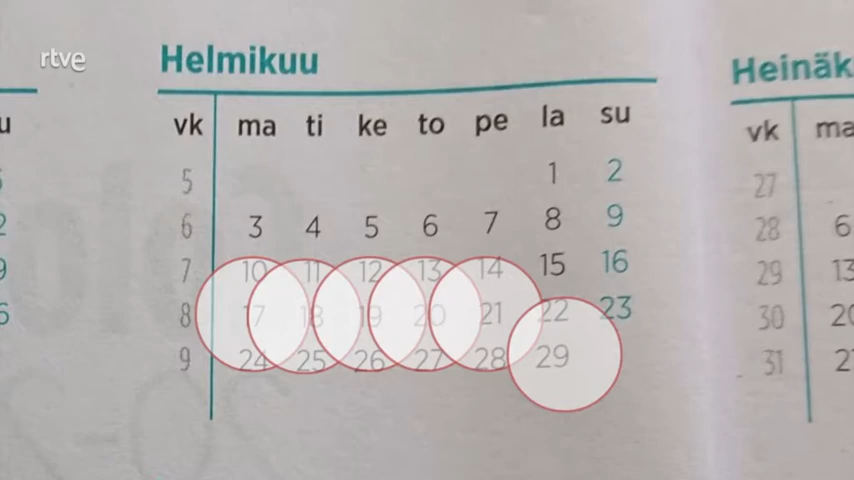 rtve
Helmikuu
Heinäk
u
vk ma ti ke to pe la su
vk ma
5 1 2
27
6 3 4 5 6 7 8 9
2
28 6
7 10 11 12 13 14 15 16
9
29 13
8 17 18 19 20 21 22 23
6
30 20
9 24 25 26 27 28 29
31